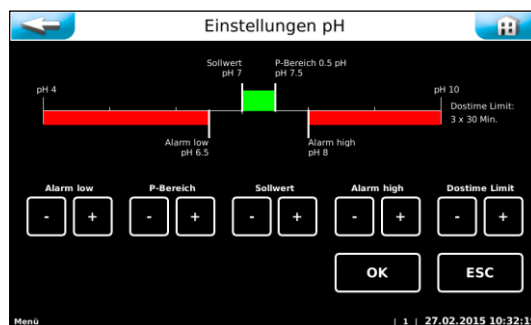 Einstellungen pH
Sollwert
pH 7
P-Bereich 0.5 pH
pH 7.5
pH 4
pH 10
Dostime Limit:
3 x 30 Min.
Alarm low
pH 6.5
Alarm high
pH 8
Alarm low
P-Bereich
Sollwert
Alarm high
Dostime Limit
- + - + - + - + - +
OK
ESC
Menü
| 1 | 27.02.2015 10:32:1